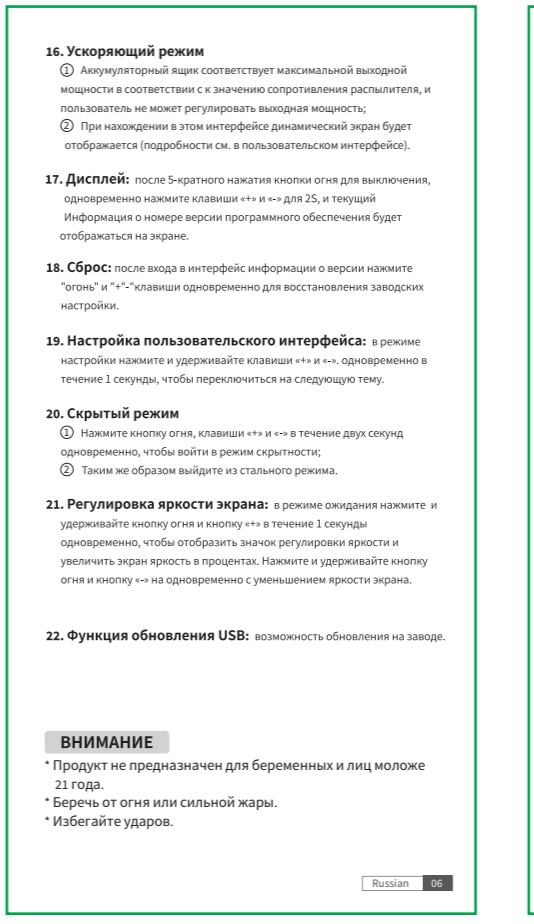 16. Ускоряющий режим
① Аккумуляторный ящик соответствует максимальной выходной
мощности в соответствии с к значению сопротивления распылителя, и
пользователь не может регулировать выходная мощность;
② При нахождении в этом интерфейсе динамический экран будет
отображается (подробности см. в пользовательском интерфейсе).
17. Дисплей: после 5-кратного нажатия кнопки огня для выключения,
одновременно нажмите клавиши «+» и «-» для 2S, и текущий
Информация о номере версии программного обеспечения будет
отображаться на экране.
18. Сброс: после входа в интерфейс информации о версии нажмите
"огонь" и "+"-"клавиши одновременно для восстановления заводских
настройки.
19. Настройка пользовательского интерфейса: в режиме
настройки нажмите и удерживайте клавиши «+» и «-». одновременно в
течение 1 секунды, чтобы переключиться на следующую тему.
20. Скрытый режим
① Нажмите кнопку огня, клавиши «+» и «-» в течение двух секунд
одновременно, чтобы войти в режим скрытности;
② Таким же образом выйдите из стального режима.
21. Регулировка яркости экрана: в режиме ожидания нажмите и
удерживайте кнопку огня и кнопку «+» в течение 1 секунды
одновременно, чтобы отобразить значок регулировки яркости и
увеличить экран яркость в процентах. Нажмите и удерживайте кнопку
огня и кнопку «-» на одновременно с уменьшением яркости экрана.
22. Функция обновления USB: возможность обновления на заводе.
ВНИМАНИЕ
* Продукт не предназначен для беременных и лиц моложе
21 года.
* Беречь от огня или сильной жары.
* Избегайте ударов.
Russian 06